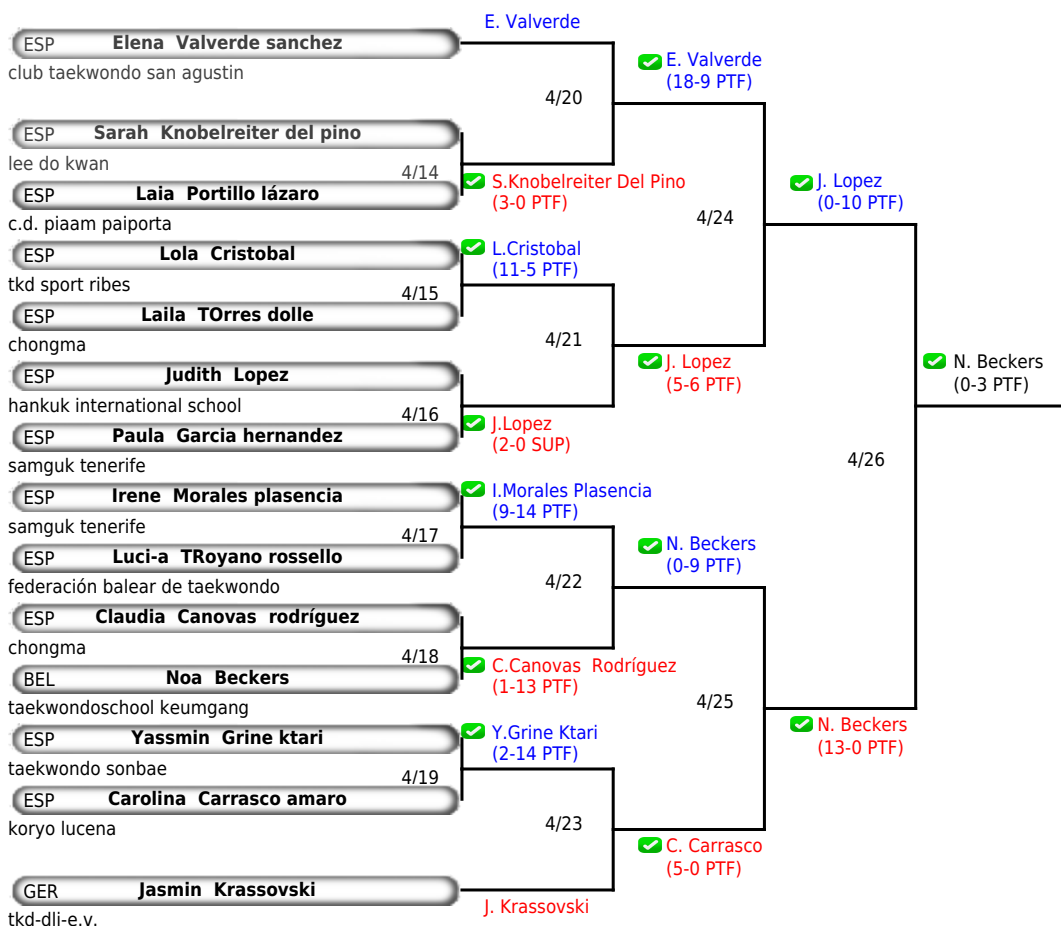 E. Valverde
ESP Elena Valverde sanchez
club taekwondo san agustin
E. Valverde
(18-9 PTF)
4/20
ESP Sarah Knobelreiter del pino
lee do kwan
4/14
S.Knobelreiter Del Pino
(3-0 PTF)
ESP Laia Portillo lázaro
c.d. piaam paiporta
J. Lopez
(0-10 PTF)
4/24
ESP Lola Cristobal
tkd sport ribes
L.Cristobal
(11-5 PTF)
4/15
ESP Laila TOrres dolle
chongma
4/21
ESP Judith Lopez
hankuk international school
J. Lopez
(5-6 PTF)
N. Beckers
(0-3 PTF)
4/16
J.Lopez
(2-0 SUP)
ESP Paula Garcia hernandez
samguk tenerife
4/26
ESP Irene Morales plasencia
samguk tenerife
I.Morales Plasencia
(9-14 PTF)
4/17
ESP Luci-a TRoyano rossello
federación balear de taekwondo
N. Beckers
(0-9 PTF)
4/22
ESP Claudia Canovas rodríguez
chongma
4/18
C.Canovas Rodríguez
(1-13 PTF)
BEL Noa Beckers
taekwondoschool keumgang
4/25
N. Beckers
(13-0 PTF)
ESP Yassmin Grine ktari
taekwondo sonbae
Y.Grine Ktari
(2-14 PTF)
4/19
ESP Carolina Carrasco amaro
koryo lucena
4/23
C. Carrasco
(5-0 PTF)
GER Jasmin Krassovski
tkd-dli-e.v.
J. Krassovski